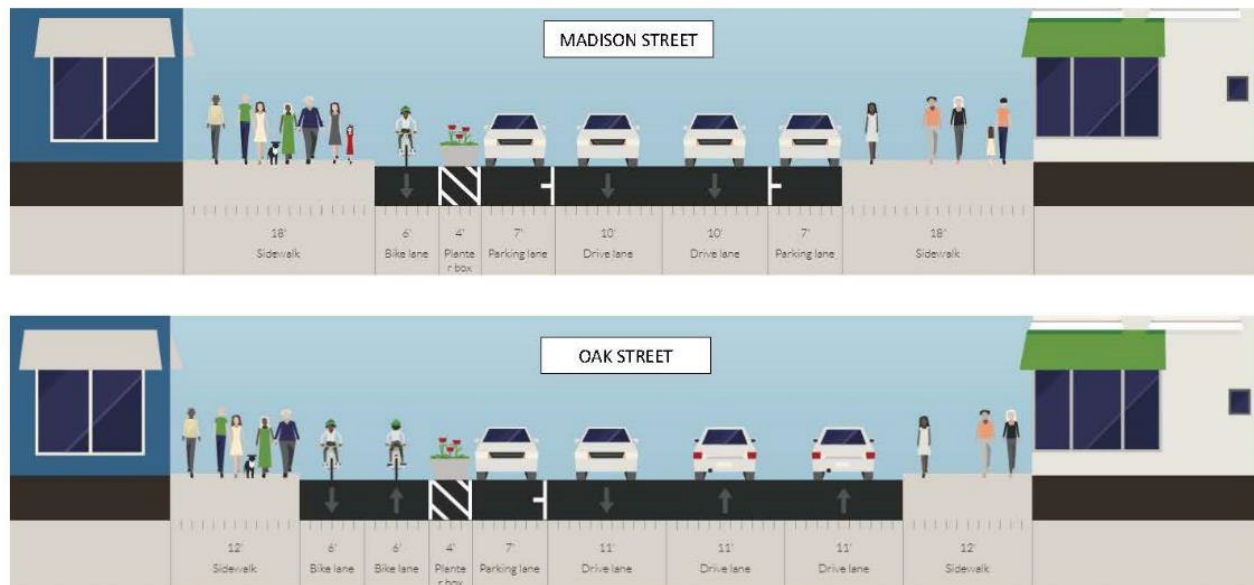 MADISON STREET
18' 6' 4' 7' 10' 10' 7' 18'
Sidewalk Bike lane Plante Parking lane Drive lane Drive lane Parking lane Sidewalk
r box
OAK STREET
12' 6' 6' 4' 7' 11' 11' 11' 12'
Sidewalk Bike lane Bike lane Plante Parking lane Drive lane Drive lane Drive lane Sidewalk
r box